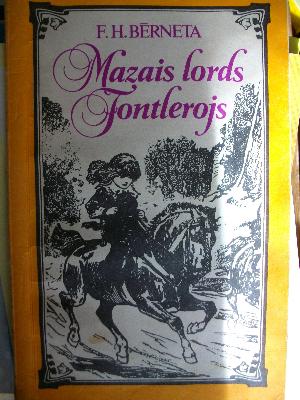 F. H. BĒRNETA
Mazais lords
Fontlerojs